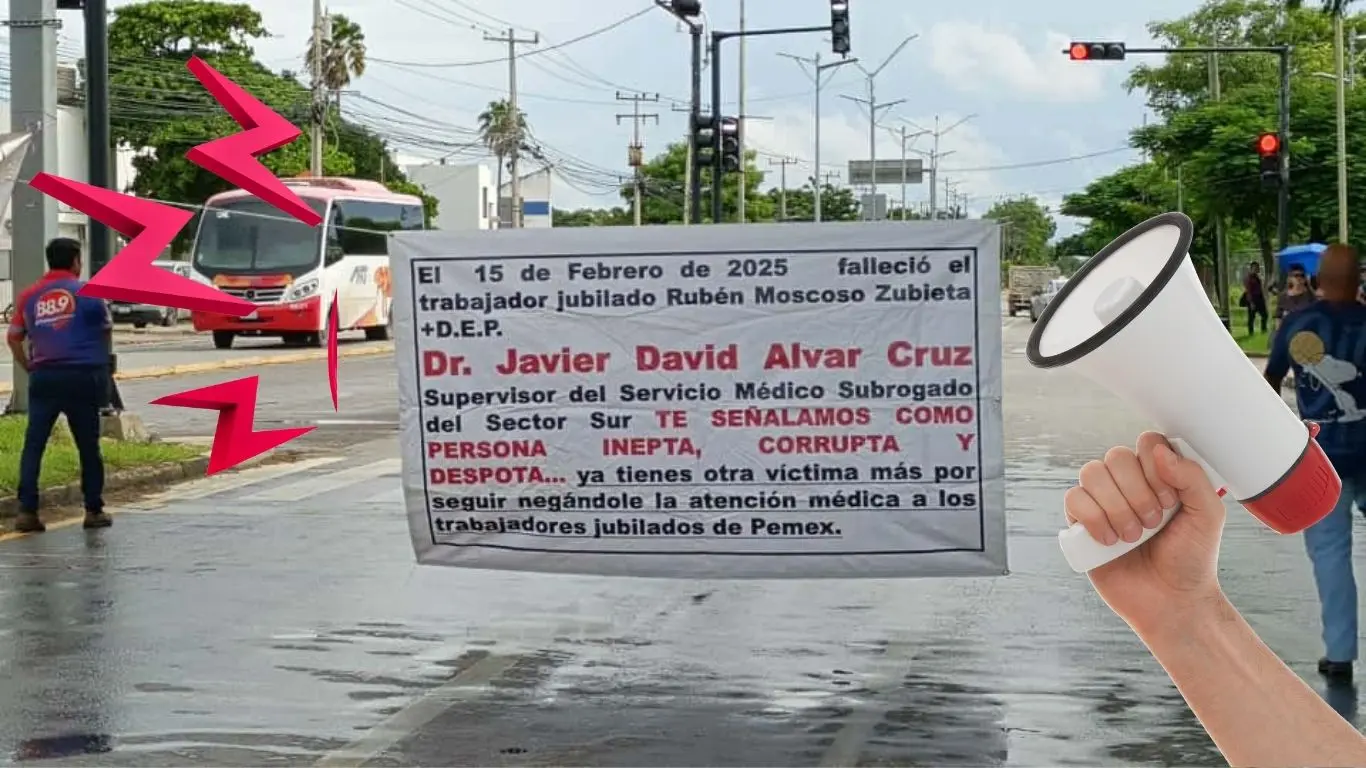 88.9
El 15 de Febrero de 2025 falleció el
trabajador jubilado Rubén Moscoso Zubieta
+D.E.P.
Dr. Javier David Alvar Cruz
Supervisor del Servicio Médico Subrogado
del Sector Sur TE SEÑALAMOS COMO
PERSONA INEPTA, CORRUPTA Y
DESPOTA... ya tienes otra víctima más por
seguir negándole la atención médica a los
trabajadores jubilados de Pemex.